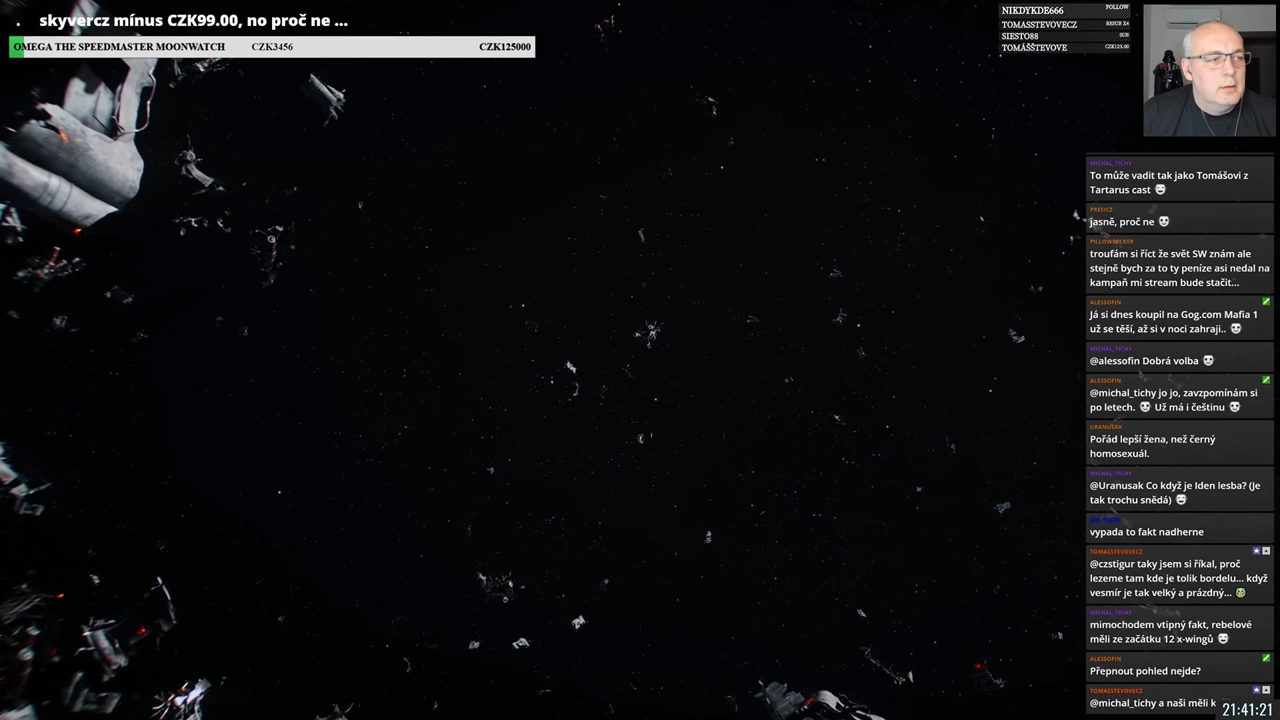 . skyvercz mínus CZK99.00, no proč ne ...
OMEGA THE SPEEDMASTER MOONWATCH CZK3456 CZK125000
NIKDYKDE666 FOLLOW
TOMASSTEVOVECZ RESUB X4
SIESTO88 SUB
TOMÁŠŠTEVOVE CZK123.00
MICHAL_TICHY
To může vadit tak jako Tomášovi z
Tartarus cast
PRESICZ
jasně, proč ne
PILLOWRECKER
troufám si říct že svět SW znám ale
stejně bych za to ty peníze asi nedal na
kampaň mi stream bude stačit...
ALESSOFIN
Já si dnes koupil na Gog.com Mafia 1
už se těší, až si v noci zahraji..
MICHAL_TICHY
@alessofin Dobrá volba
ALESSOFIN
@michal_tichy jo jo, zavzpomínám si
po letech. Už má i češtinu
URANUSAK
Pořád lepší žena, než černý
homosexuál.
MICHAL_TICHY
@Uranusak Co když je Iden lesba? (Je
tak trochu snědá)
vypada to fakt nadherne
TOMASSTEVOVECZ
@czstigur taky jsem si říkal, proč
lezeme tam kde je tolik bordelu... když
vesmír je tak velký a prázdný...
MICHAL_TICHY
mimochodem vtipný fakt, rebelové
měli ze začátku 12 x-wingů
ALESSOFIN
Přepnout pohled nejde?
TOMASSTEVOVECZ
@michal_tichy a naši měli k
21:41:21